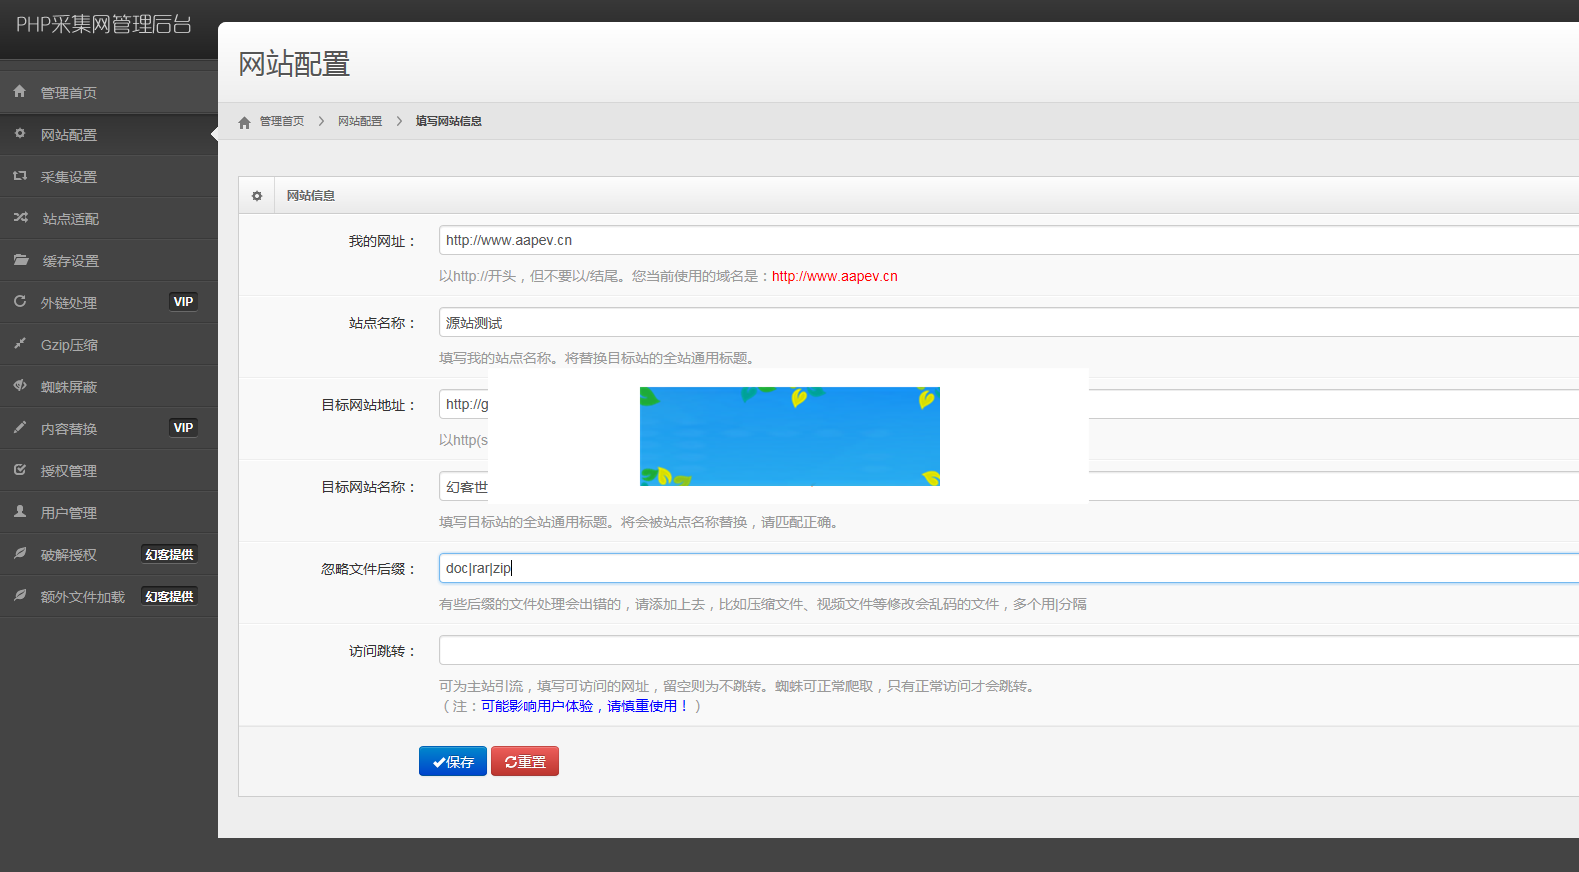 PHP采集网管理后台
管理首页
网站配置
采集设置
站点适配
缓存设置
外链处理 VIP
Gzip压缩
蜘蛛屏蔽
内容替换 VIP
授权管理
用户管理
破解授权 幻客提供
额外文件加载 幻客提供
网站配置
管理首页 > 网站配置 > 填写网站信息
网站信息
我的网址： http://www.aapev.cn
以http://开头，但不要以/结尾。您当前使用的域名是：http://www.aapev.cn
站点名称： 源站测试
填写我的站点名称。将替换目标站的全站通用标题。
目标网站地址： http://g
以http(s
目标网站名称： 幻客世
填写目标站的全站通用标题。将会被站点名称替换，请匹配正确。
忽略文件后缀： doc|rar|zip
有些后缀的文件处理会出错的，请添加上去，比如压缩文件、视频文件等修改会乱码的文件，多个用|分隔
访问跳转：
可为主站引流，填写可访问的网址，留空则为不跳转。蜘蛛可正常爬取，只有正常访问才会跳转。
（注：可能影响用户体验，请慎重使用！）
保存 重置